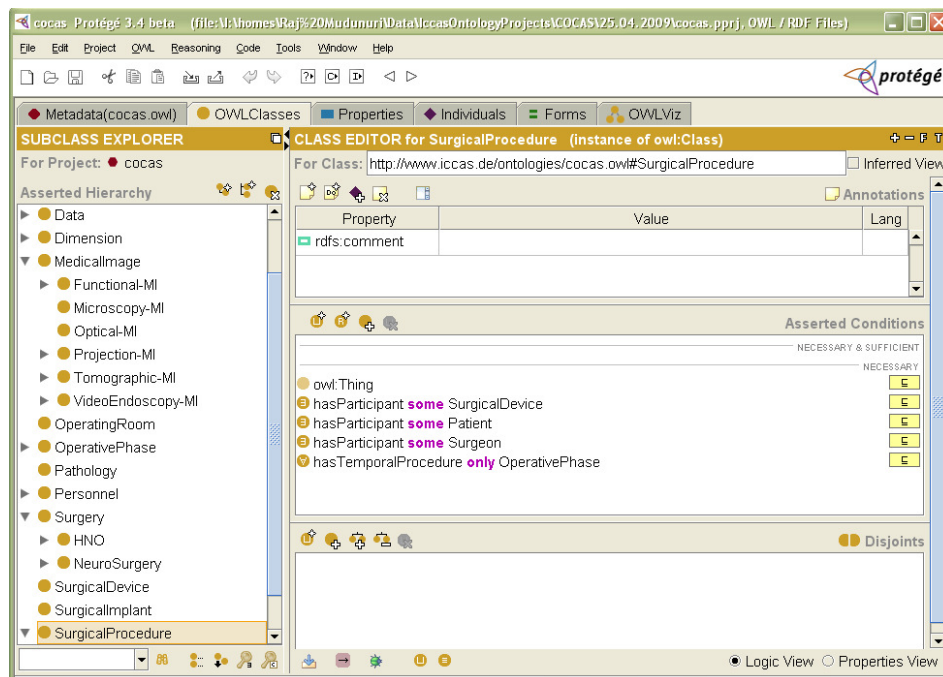 cocas Protégé 3.4 beta (file:\I:\homes\Raj%20Mudunuri\Data\IccasOntologyProjects\COCAS\25.04.2009\cocas.pprj, OWL / RDF Files)
File Edit Project OWL Reasoning Code Tools Window Help
protégé
Metadata(cocas.owl) OWLClasses Properties Individuals Forms OWLViz
SUBCLASS EXPLORER
For Project: cocas
Asserted Hierarchy
Data
Dimension
MedicalImage
Functional-MI
Microscopy-MI
Optical-MI
Projection-MI
Tomographic-MI
VideoEndoscopy-MI
OperatingRoom
OperativePhase
Pathology
Personnel
Surgery
HNO
NeuroSurgery
SurgicalDevice
SurgicalImplant
SurgicalProcedure
CLASS EDITOR for SurgicalProcedure (instance of owl:Class)
For Class: http://www.iccas.de/ontologies/cocas.owl#SurgicalProcedure Inferred View
Annotations
Property Value Lang
rdfs:comment
Asserted Conditions
NECESSARY & SUFFICIENT
NECESSARY
owl:Thing
hasParticipant some SurgicalDevice
hasParticipant some Patient
hasParticipant some Surgeon
hasTemporalProcedure only OperativePhase
Disjoints
Logic View Properties View